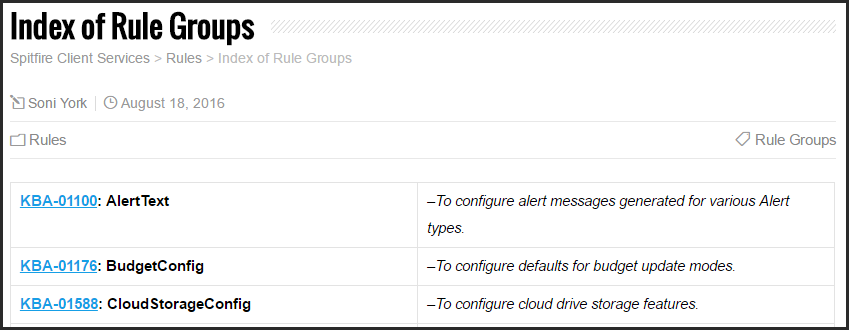 Index of Rule Groups
Spitfire Client Services > Rules > Index of Rule Groups
Soni York August 18, 2016
Rules Rule Groups
KBA-01100: AlertText –To configure alert messages generated for various Alert
types.
KBA-01176: BudgetConfig –To configure defaults for budget update modes.
KBA-01588: CloudStorageConfig –To configure cloud drive storage features.